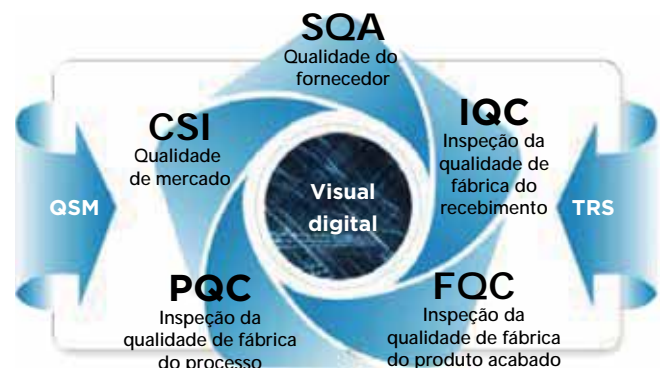 SQA
Qualidade do
fornecedor
IQC
Inspeção da
qualidade de
fábrica do
recebimento
CSI
Qualidade
de mercado
Visual
digital
QSM
TRS
PQC
Inspeção da
qualidade de fábrica
do processo
FQC
Inspeção da
qualidade de fábrica
do produto acabado